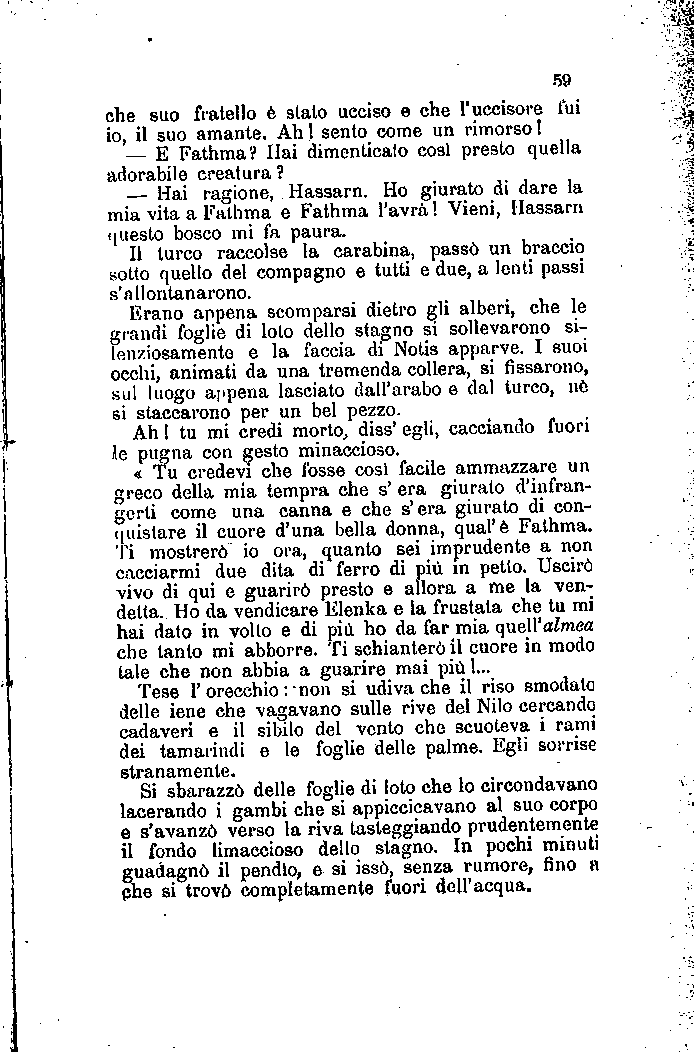 59
che suo fratello è stato ucciso e che l'uccisore fui
io, il suo amante. Ah! sento come un rimorso!
— E Fathma? Hai dimenticato così presto quella
adorabile creatura?
— Hai ragione, Hassarn. Ho giurato di dare la
mia vita a Fathma e Fathma l'avrà! Vieni, Hassarn
questo bosco mi fa paura.
Il turco raccolse la carabina, passò un braccio
sotto quello del compagno e tutti e due, a lenti passi
s'allontanarono.
Erano appena scomparsi dietro gli alberi, che le
grandi foglie di loto dello stagno si sollevarono si-
lenziosamente e la faccia di Notis apparve. I suoi
occhi, animati da una tremenda collera, si fissarono,
sul luogo appena lasciato dall'arabo e dal turco, nè
si staccarono per un bel pezzo.
Ah! tu mi credi morto, diss' egli, cacciando fuori
le pugna con gesto minaccioso.
« Tu credevi che fosse così facile ammazzare un
greco della mia tempra che s' era giurato d'infran-
gerti come una canna e che s' era giurato di con-
quistare il cuore d'una bella donna, qual' è Fathma.
Ti mostrerò io ora, quanto sei imprudente a non
cacciarmi due dita di ferro di più in petto. Uscirò
vivo di qui e guarirò presto e allora a me la ven-
detta. Ho da vendicare Elenka e la frustata che tu mi
hai dato in volto e di più ho da far mia quell'almea
che tanto mi abborre. Ti schianterò il cuore in modo
tale che non abbia a guarire mai più!...
Tese l' orecchio: non si udiva che il riso smodato
delle iene che vagavano sulle rive del Nilo cercando
cadaveri e il sibilo del vento che scuoteva i rami
dei tamarindi e le foglie delle palme. Egli sorrise
stranamente.
Si sbarazzò delle foglie di loto che lo circondavano
lacerando i gambi che si appiccicavano al suo corpo
e s'avanzò verso la riva tasteggiando prudentemente
il fondo limaccioso dello stagno. In pochi minuti
guadagnò il pendio, e si issò, senza rumore, fino a
che si trovò completamente fuori dell'acqua.